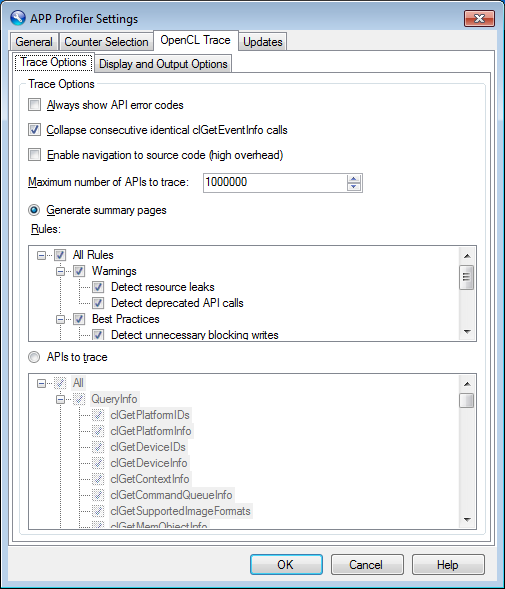 APP Profiler Settings
General Counter Selection OpenCL Trace Updates
Trace Options Display and Output Options
Trace Options
Always show API error codes
Collapse consecutive identical clGetEventInfo calls
Enable navigation to source code (high overhead)
Maximum number of APIs to trace: 1000000
Generate summary pages
Rules:
All Rules
Warnings
Detect resource leaks
Detect deprecated API calls
Best Practices
Detect unnecessary blocking writes
APIs to trace
All
QueryInfo
clGetPlatformIDs
clGetPlatformInfo
clGetDeviceIDs
clGetDeviceInfo
clGetContextInfo
clGetCommandQueueInfo
clGetSupportedImageFormats
clGetMemObjectInfo
OK Cancel Help